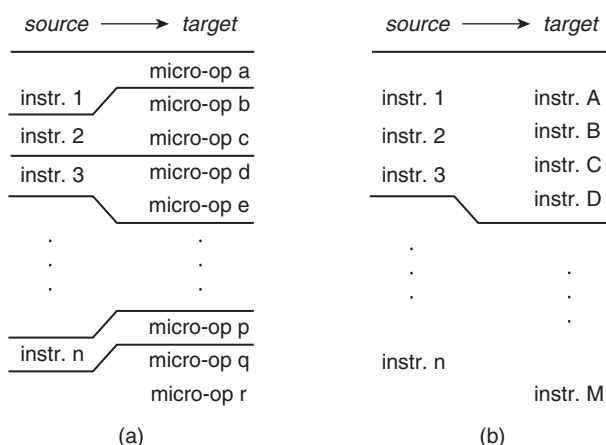 source target
instr. 1
instr. 2
instr. 3
.
.
.
instr. n
micro-op a
micro-op b
micro-op c
micro-op d
micro-op e
.
.
.
micro-op p
micro-op q
micro-op r
(a)
source target
instr. 1
instr. 2
instr. 3
.
.
.
instr. n
instr. A
instr. B
instr. C
instr. D
.
.
.
instr. M
(b)